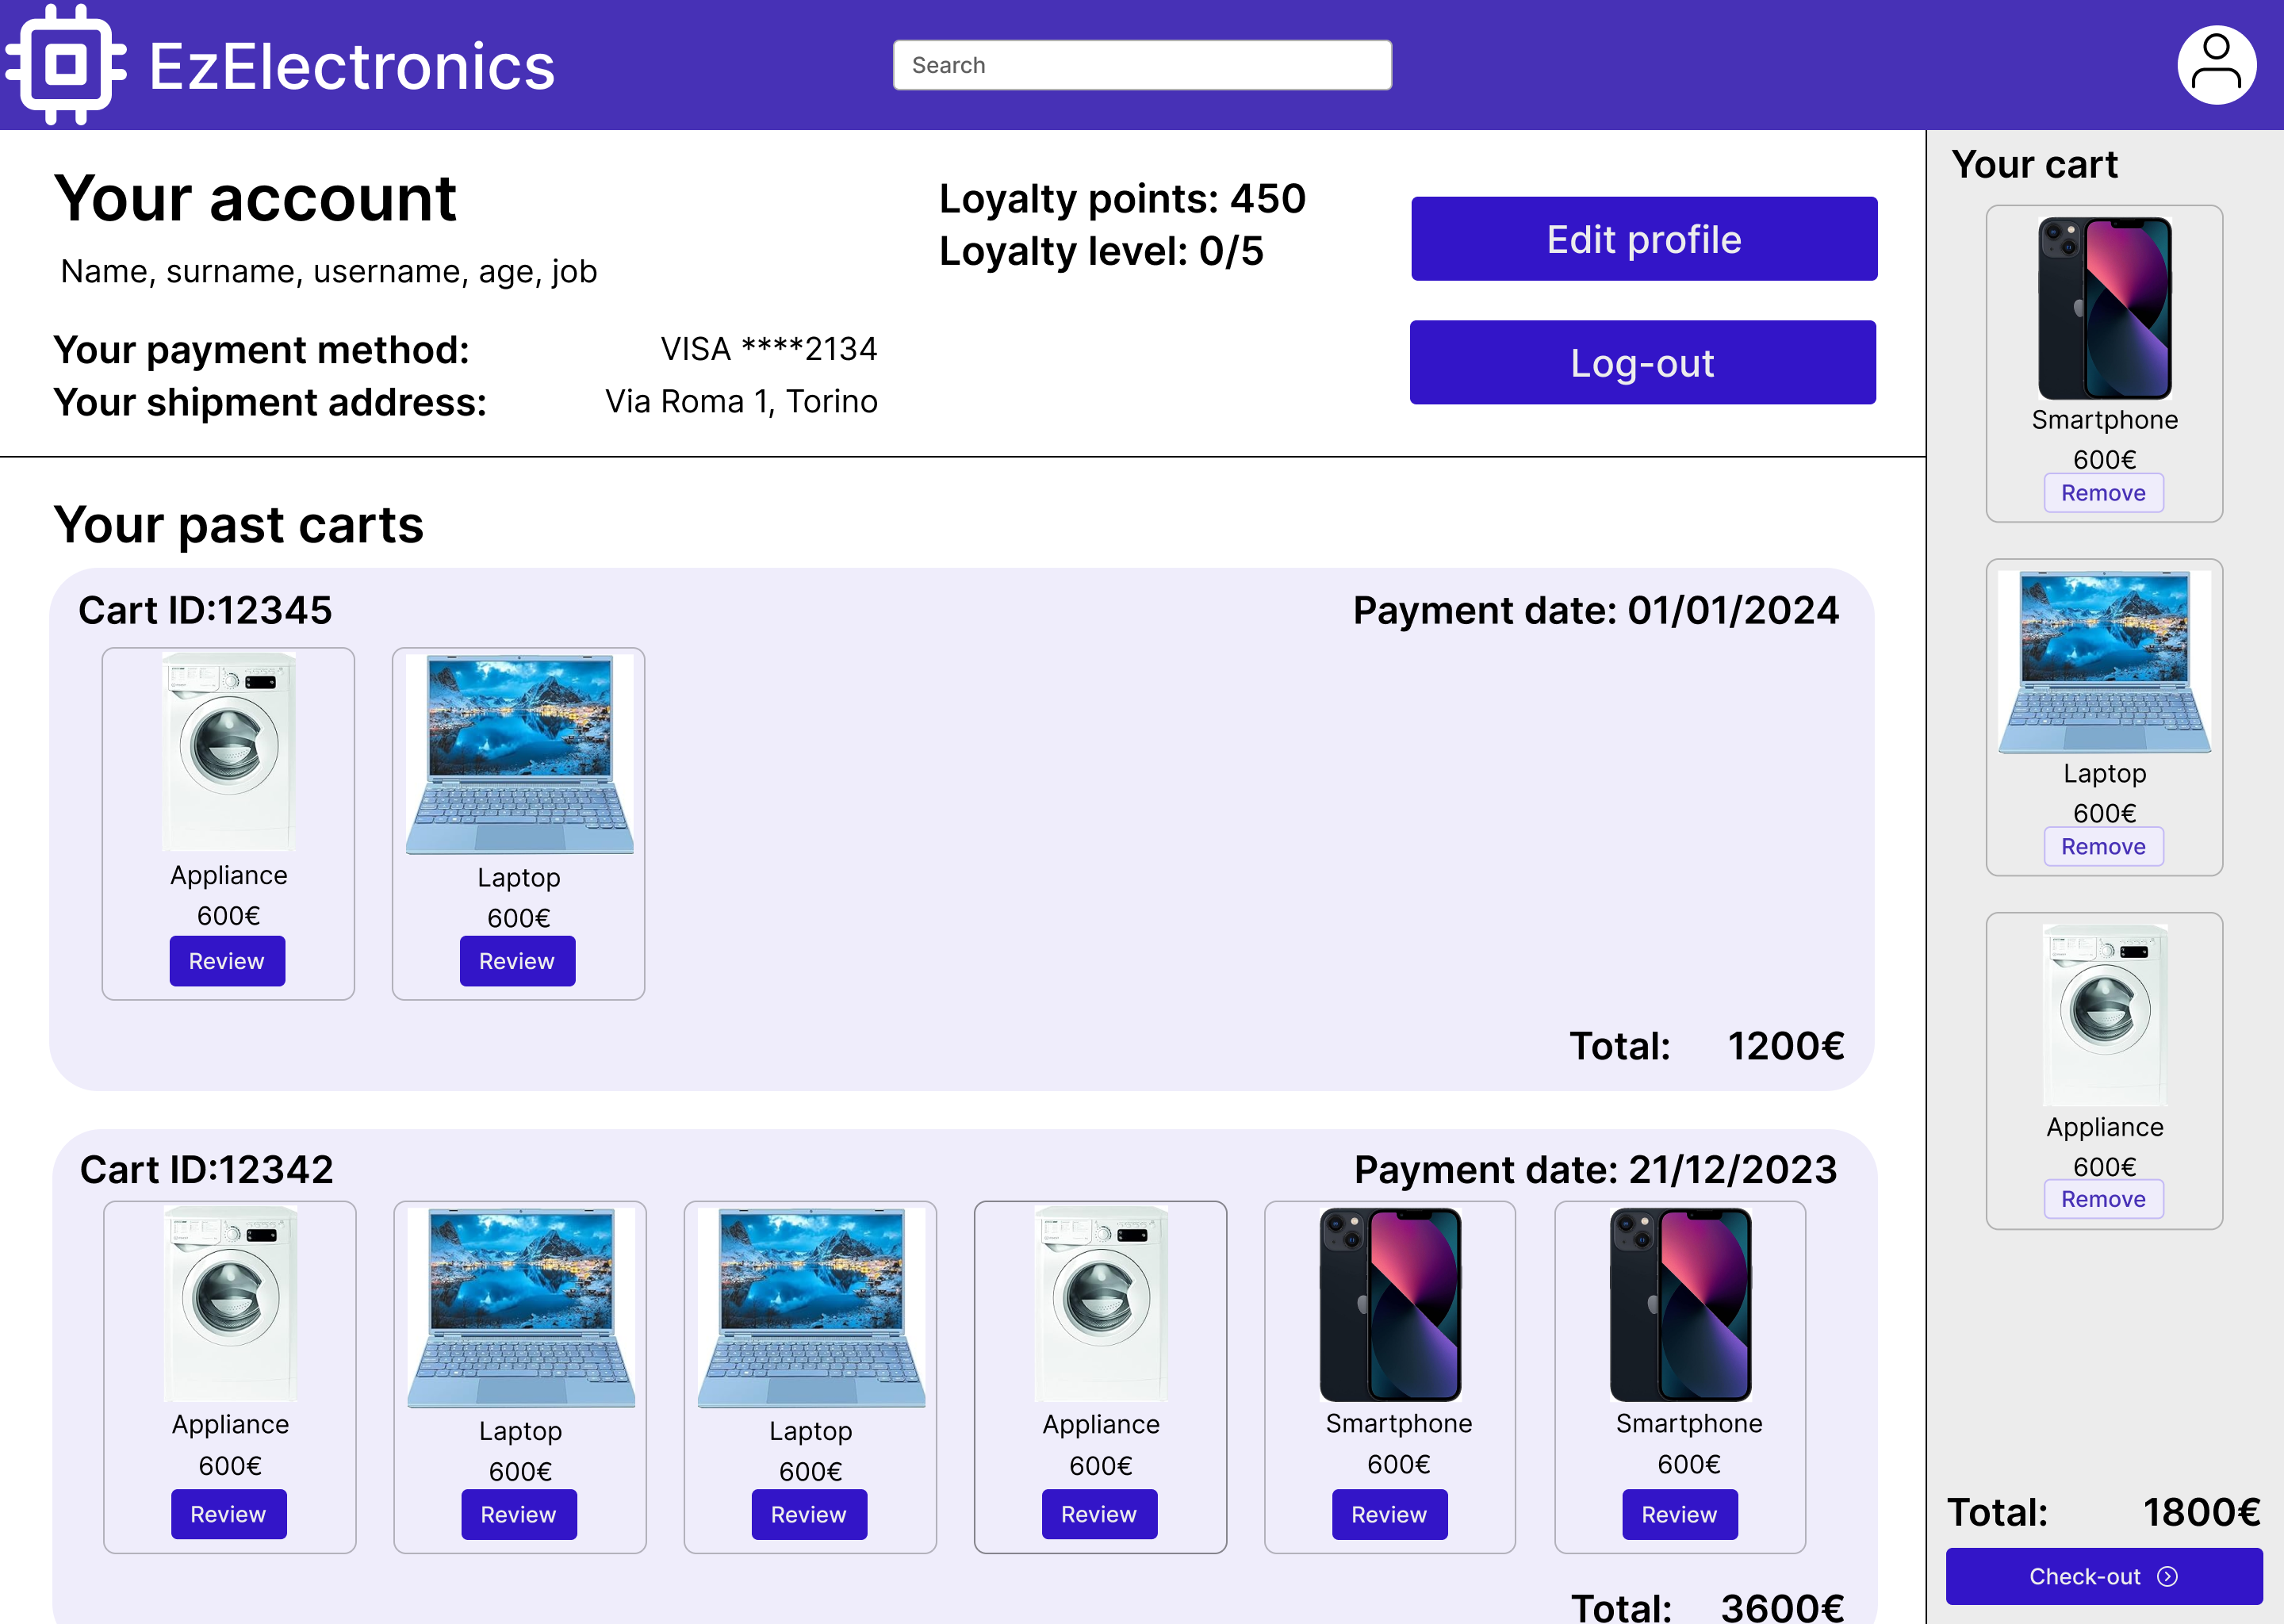 EzElectronics
Search
Your account
Name, surname, username, age, job
Your payment method: VISA ****2134
Your shipment address: Via Roma 1, Torino
Loyalty points: 450
Loyalty level: 0/5
Edit profile
Log-out
Your past carts
Cart ID:12345 Payment date: 01/01/2024
Appliance
600€
Review
Laptop
600€
Review
Total: 1200€
Cart ID:12342 Payment date: 21/12/2023
Appliance
600€
Review
Laptop
600€
Review
Laptop
600€
Review
Appliance
600€
Review
Smartphone
600€
Review
Smartphone
600€
Review
Total: 3600€
Your cart
Smartphone
600€
Remove
Laptop
600€
Remove
Appliance
600€
Remove
Total: 1800€
Check-out